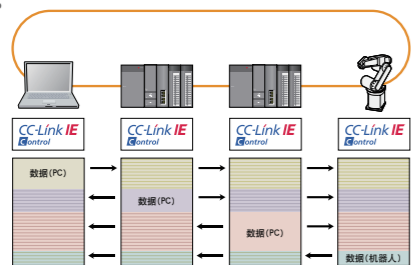 CC-Link IE CC-Link IE CC-Link IE CC-Link IE
Control Control Control Control
数据(PC)
数据(PC)
数据(PC)
数据(机器人)